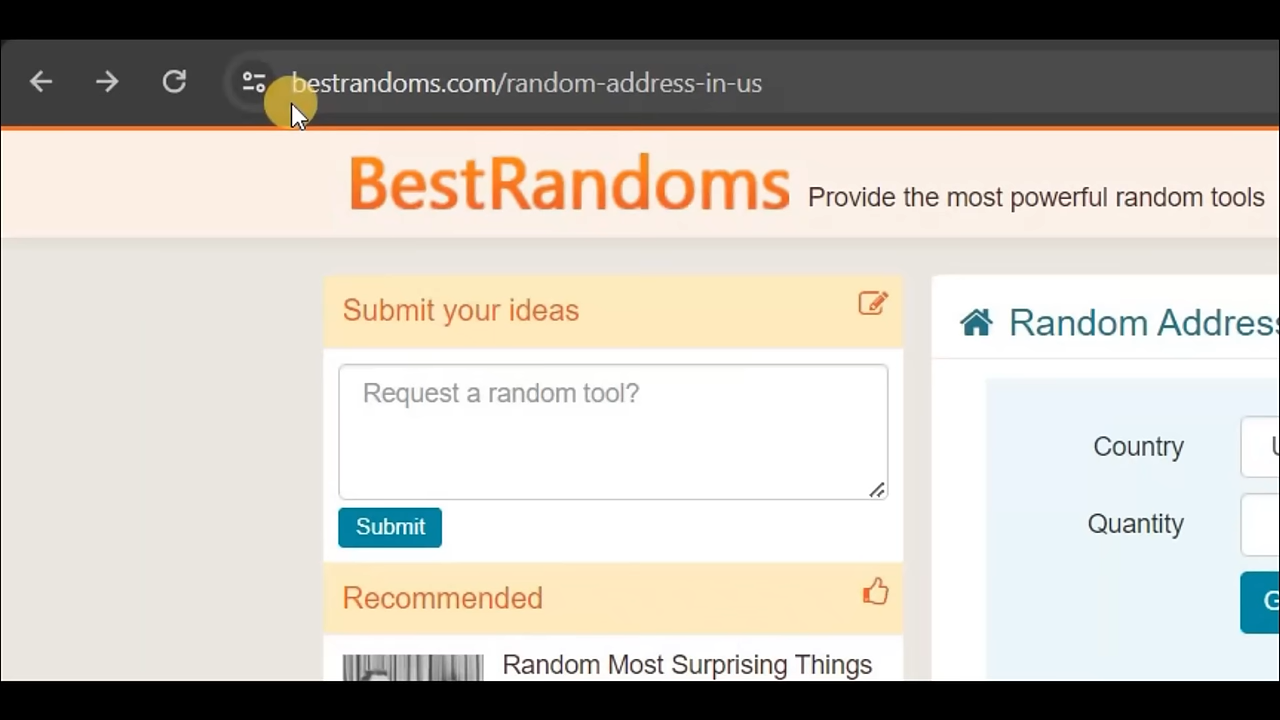 bestrandoms.com/random-address-in-us
BestRandoms Provide the most powerful random tools
Submit your ideas
Request a random tool?
Submit
Recommended
Random Most Surprising Things
Random Address
Country
Quantity